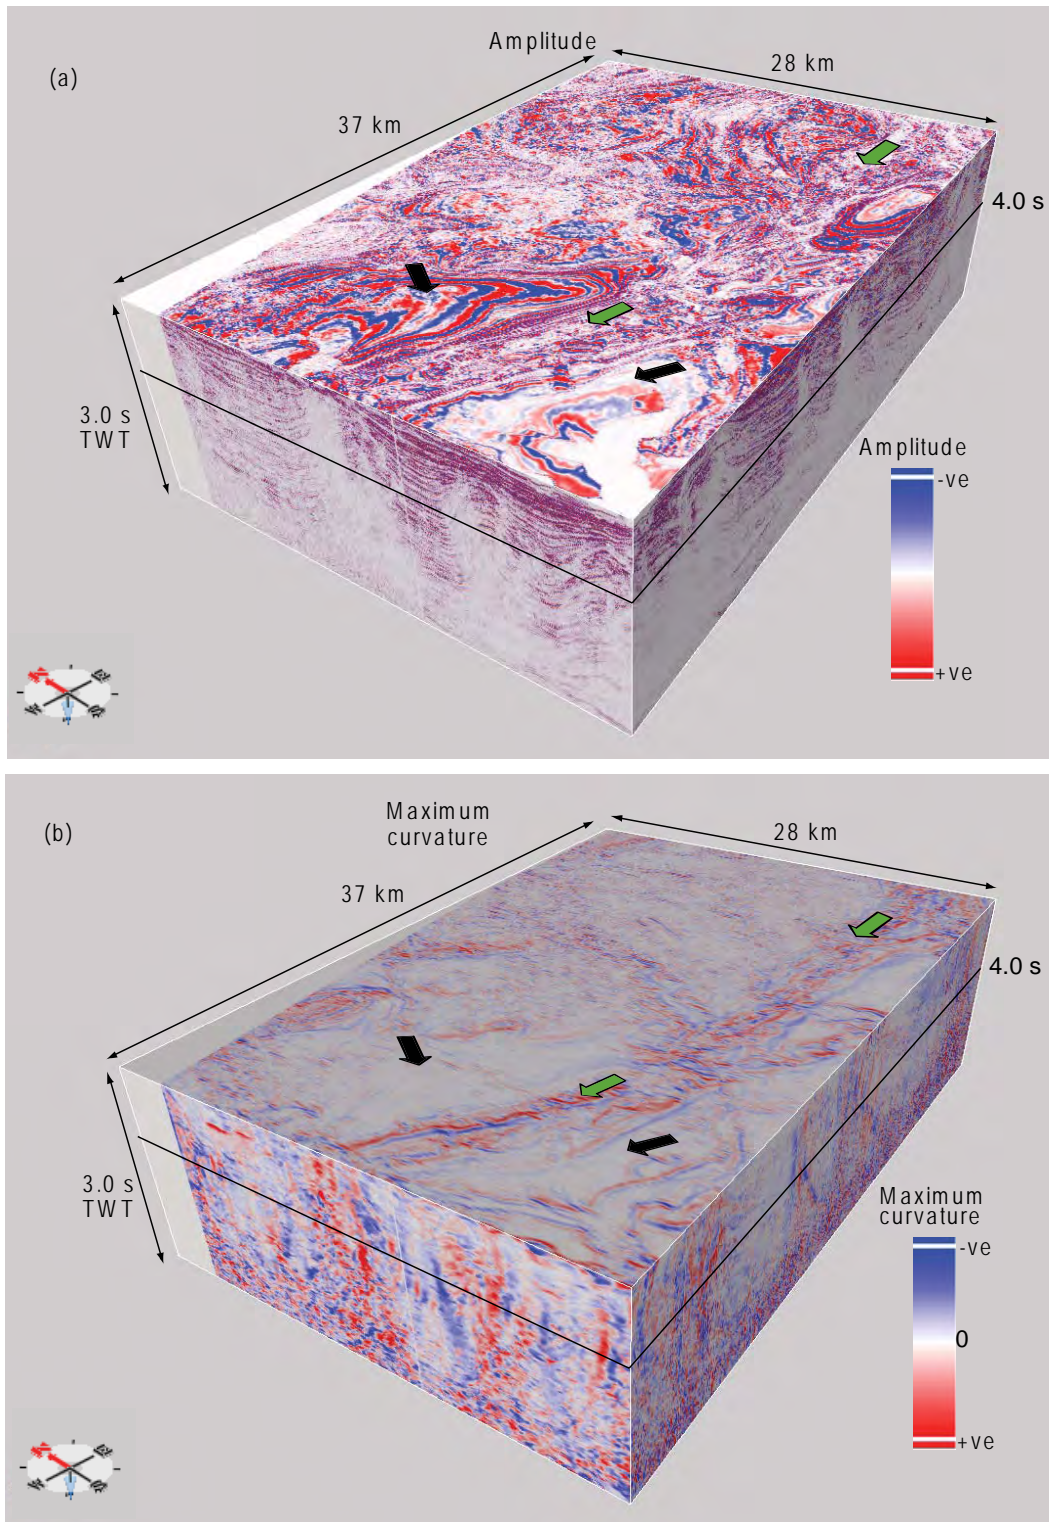 Amplitude
28 km
(a)
37 km
4.0 s
3.0 s
TWT
Amplitude
-ve
+ve
Maximum
curvature
28 km
(b)
37 km
4.0 s
3.0 s
TWT
Maximum
curvature
-ve
0
+ve